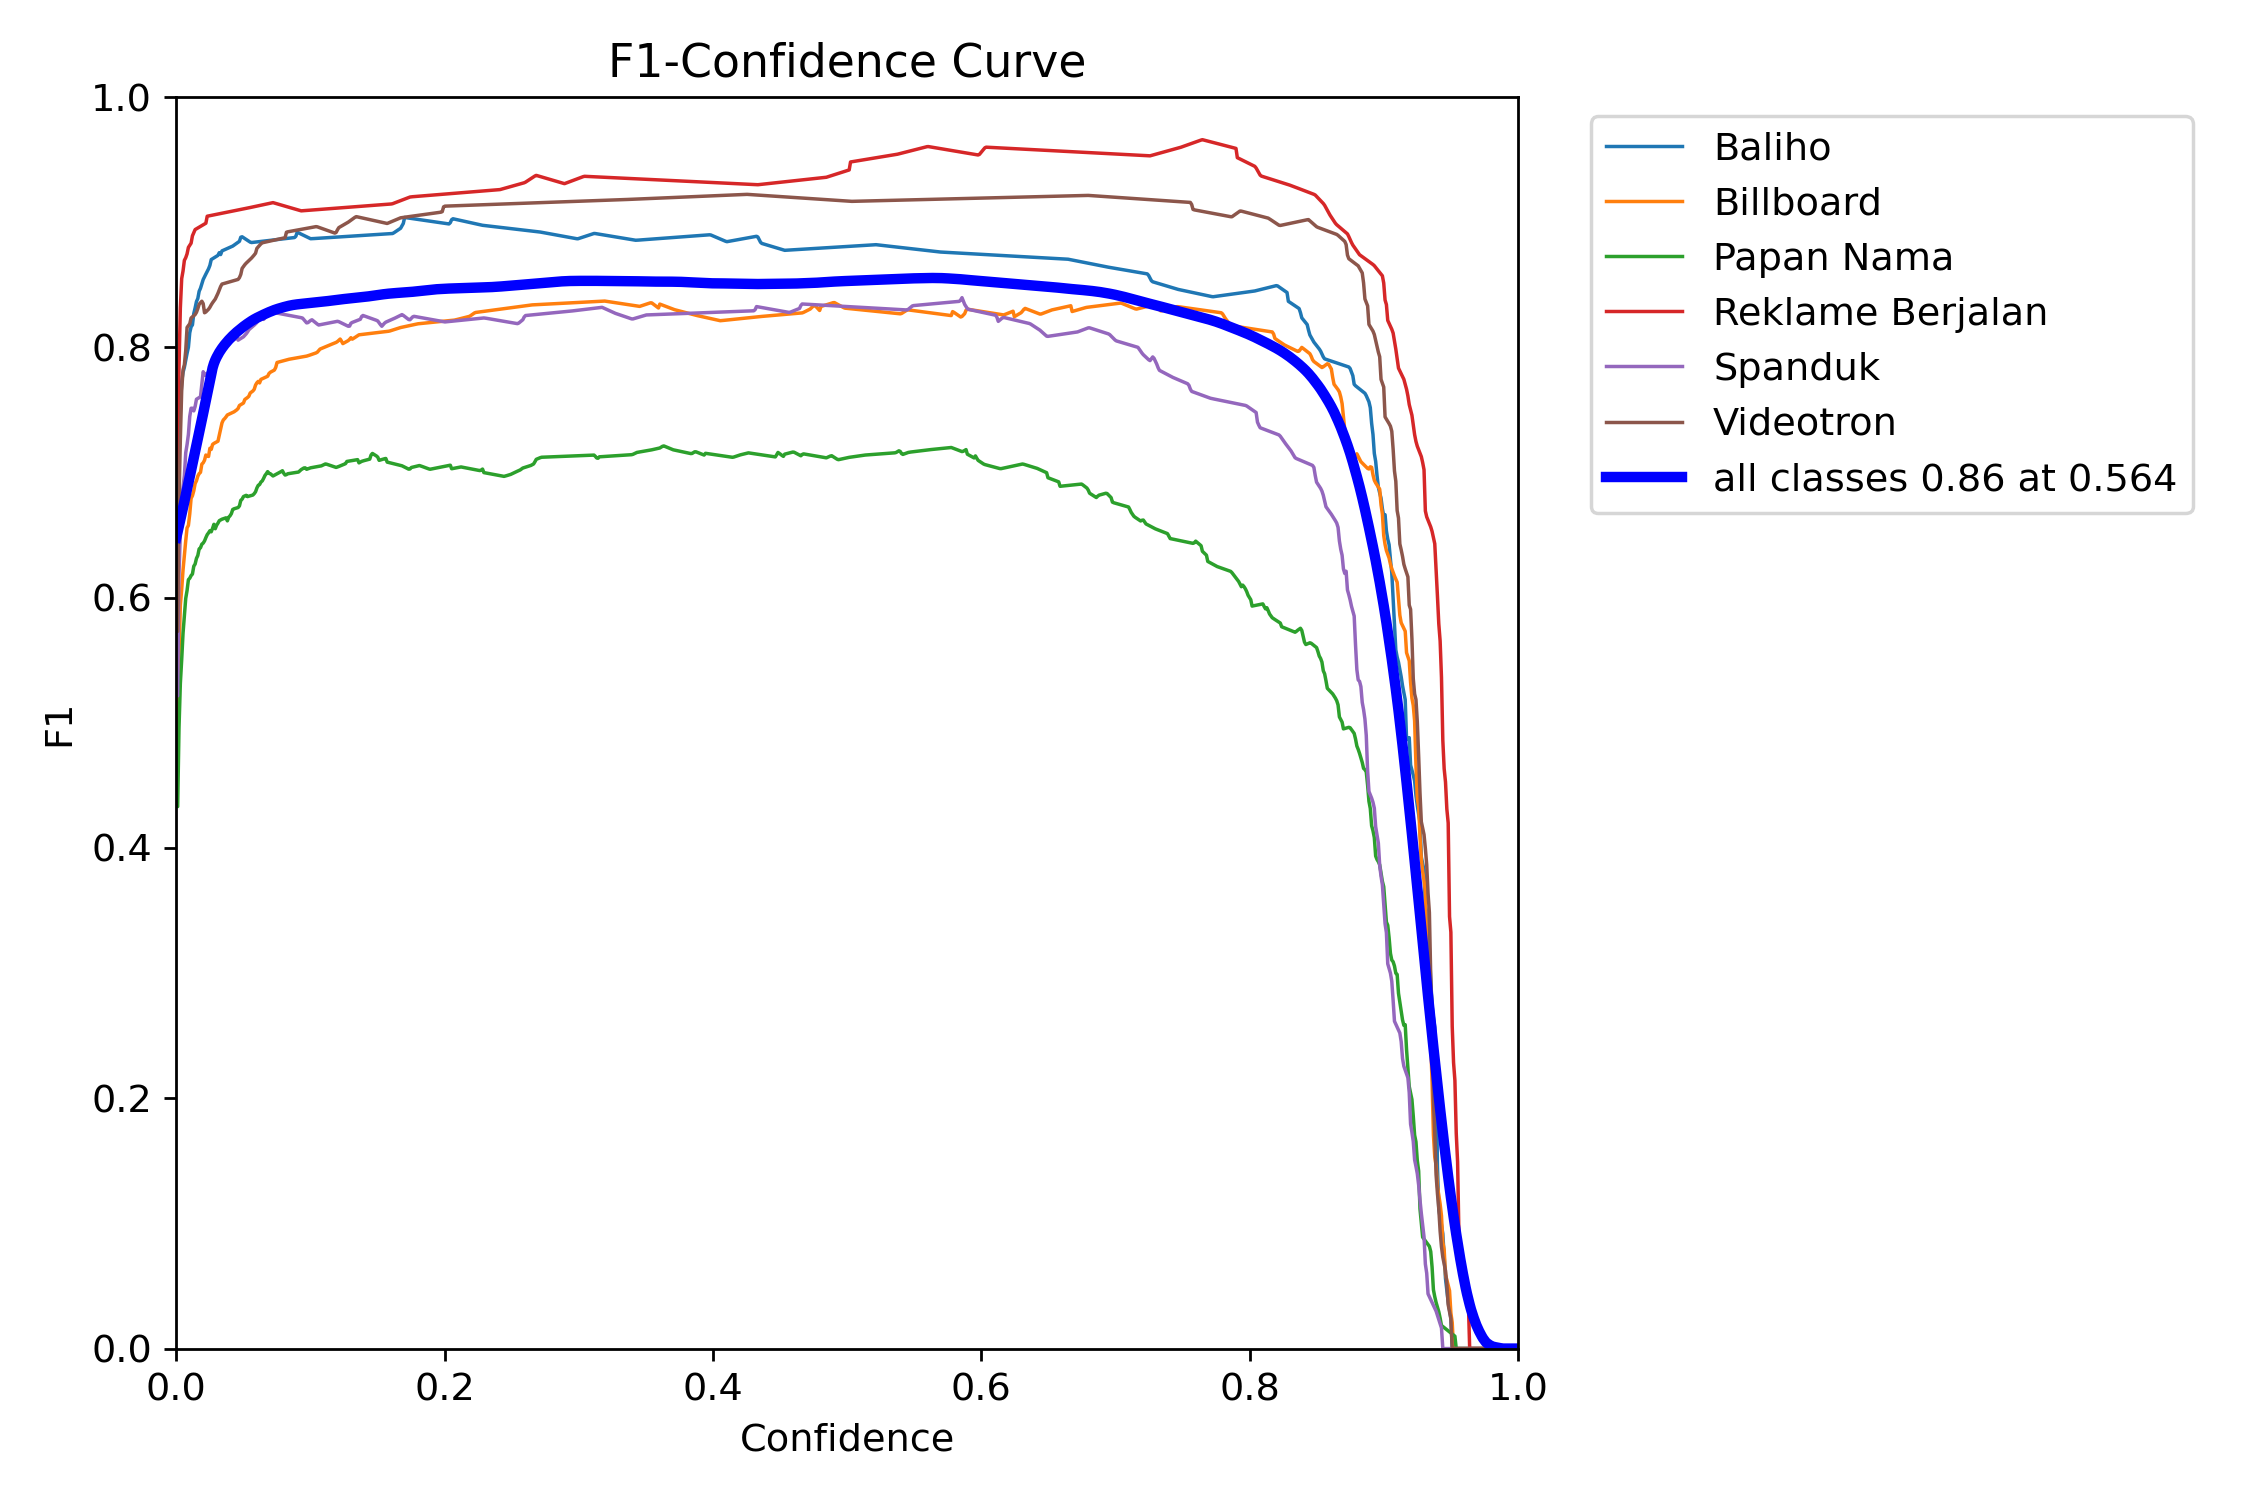 F1-Confidence Curve
1.0
0.8
0.6
0.4
0.2
0.0
F1
0.0 0.2 0.4 0.6 0.8 1.0
Confidence
Baliho
Billboard
Papan Nama
Reklame Berjalan
Spanduk
Videotron
all classes 0.86 at 0.564